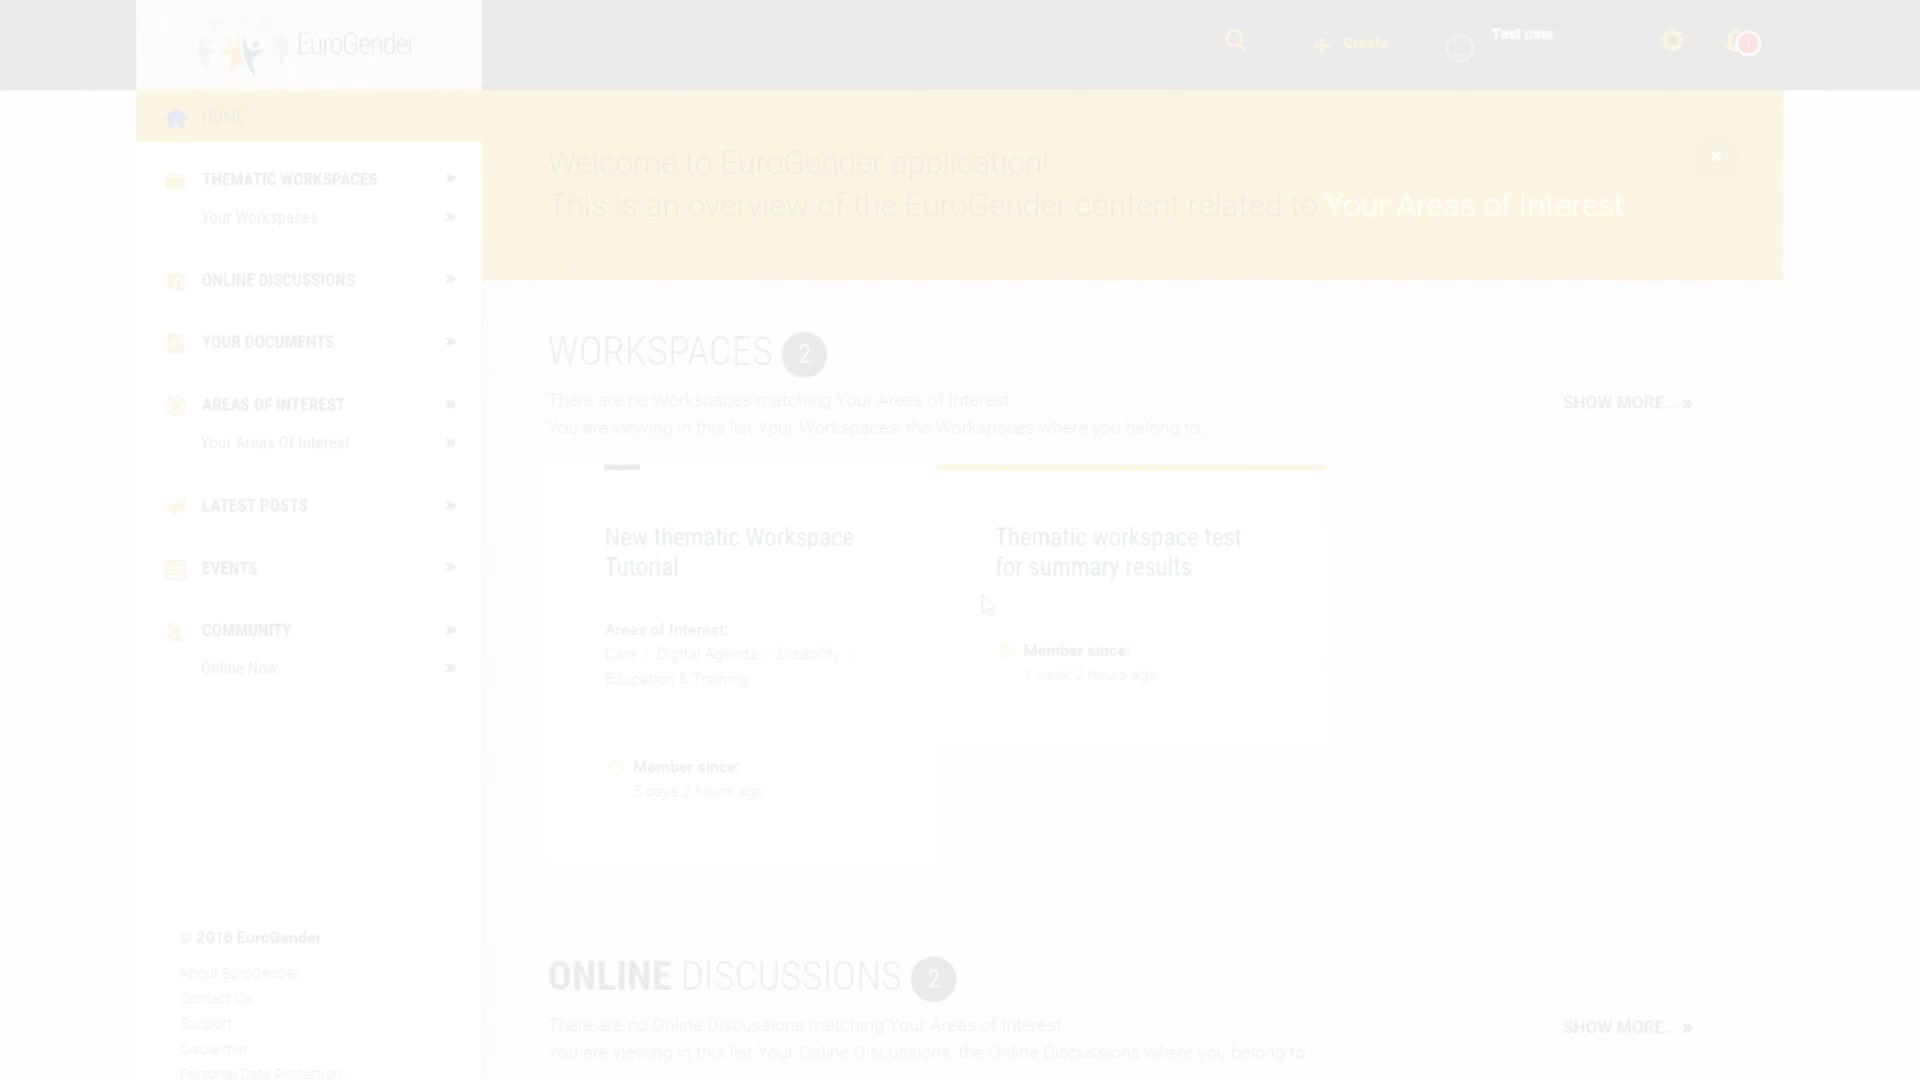 EuroGender
Create
Test user
HOME
THEMATIC WORKSPACES »
Your Workspaces »
ONLINE DISCUSSIONS »
YOUR DOCUMENTS »
AREAS OF INTEREST »
Your Areas Of Interest »
LATEST POSTS »
EVENTS »
COMMUNITY »
Online Now »
© 2016 EuroGender
About EuroGender
Contact Us
Support
Disclaimer
Personal Data Protection
Welcome to EuroGender application!
This is an overview of the EuroGender content related to Your Areas of Interest
WORKSPACES 2
There are no Workspaces matching Your Areas of Interest.
You are viewing in this list Your Workspaces, the Workspaces where you belong to.
SHOW MORE... »
New thematic Workspace
Tutorial
Areas of Interest:
Care | Digital Agenda | Disability |
Education & Training
Member since:
5 days 2 hours ago
Thematic workspace test
for summary results
Member since:
1 week 2 hours ago
ONLINE DISCUSSIONS 2
There are no Online Discussions matching Your Areas of Interest.
You are viewing in this list Your Online Discussions, the Online Discussions where you belong to.
SHOW MORE... »